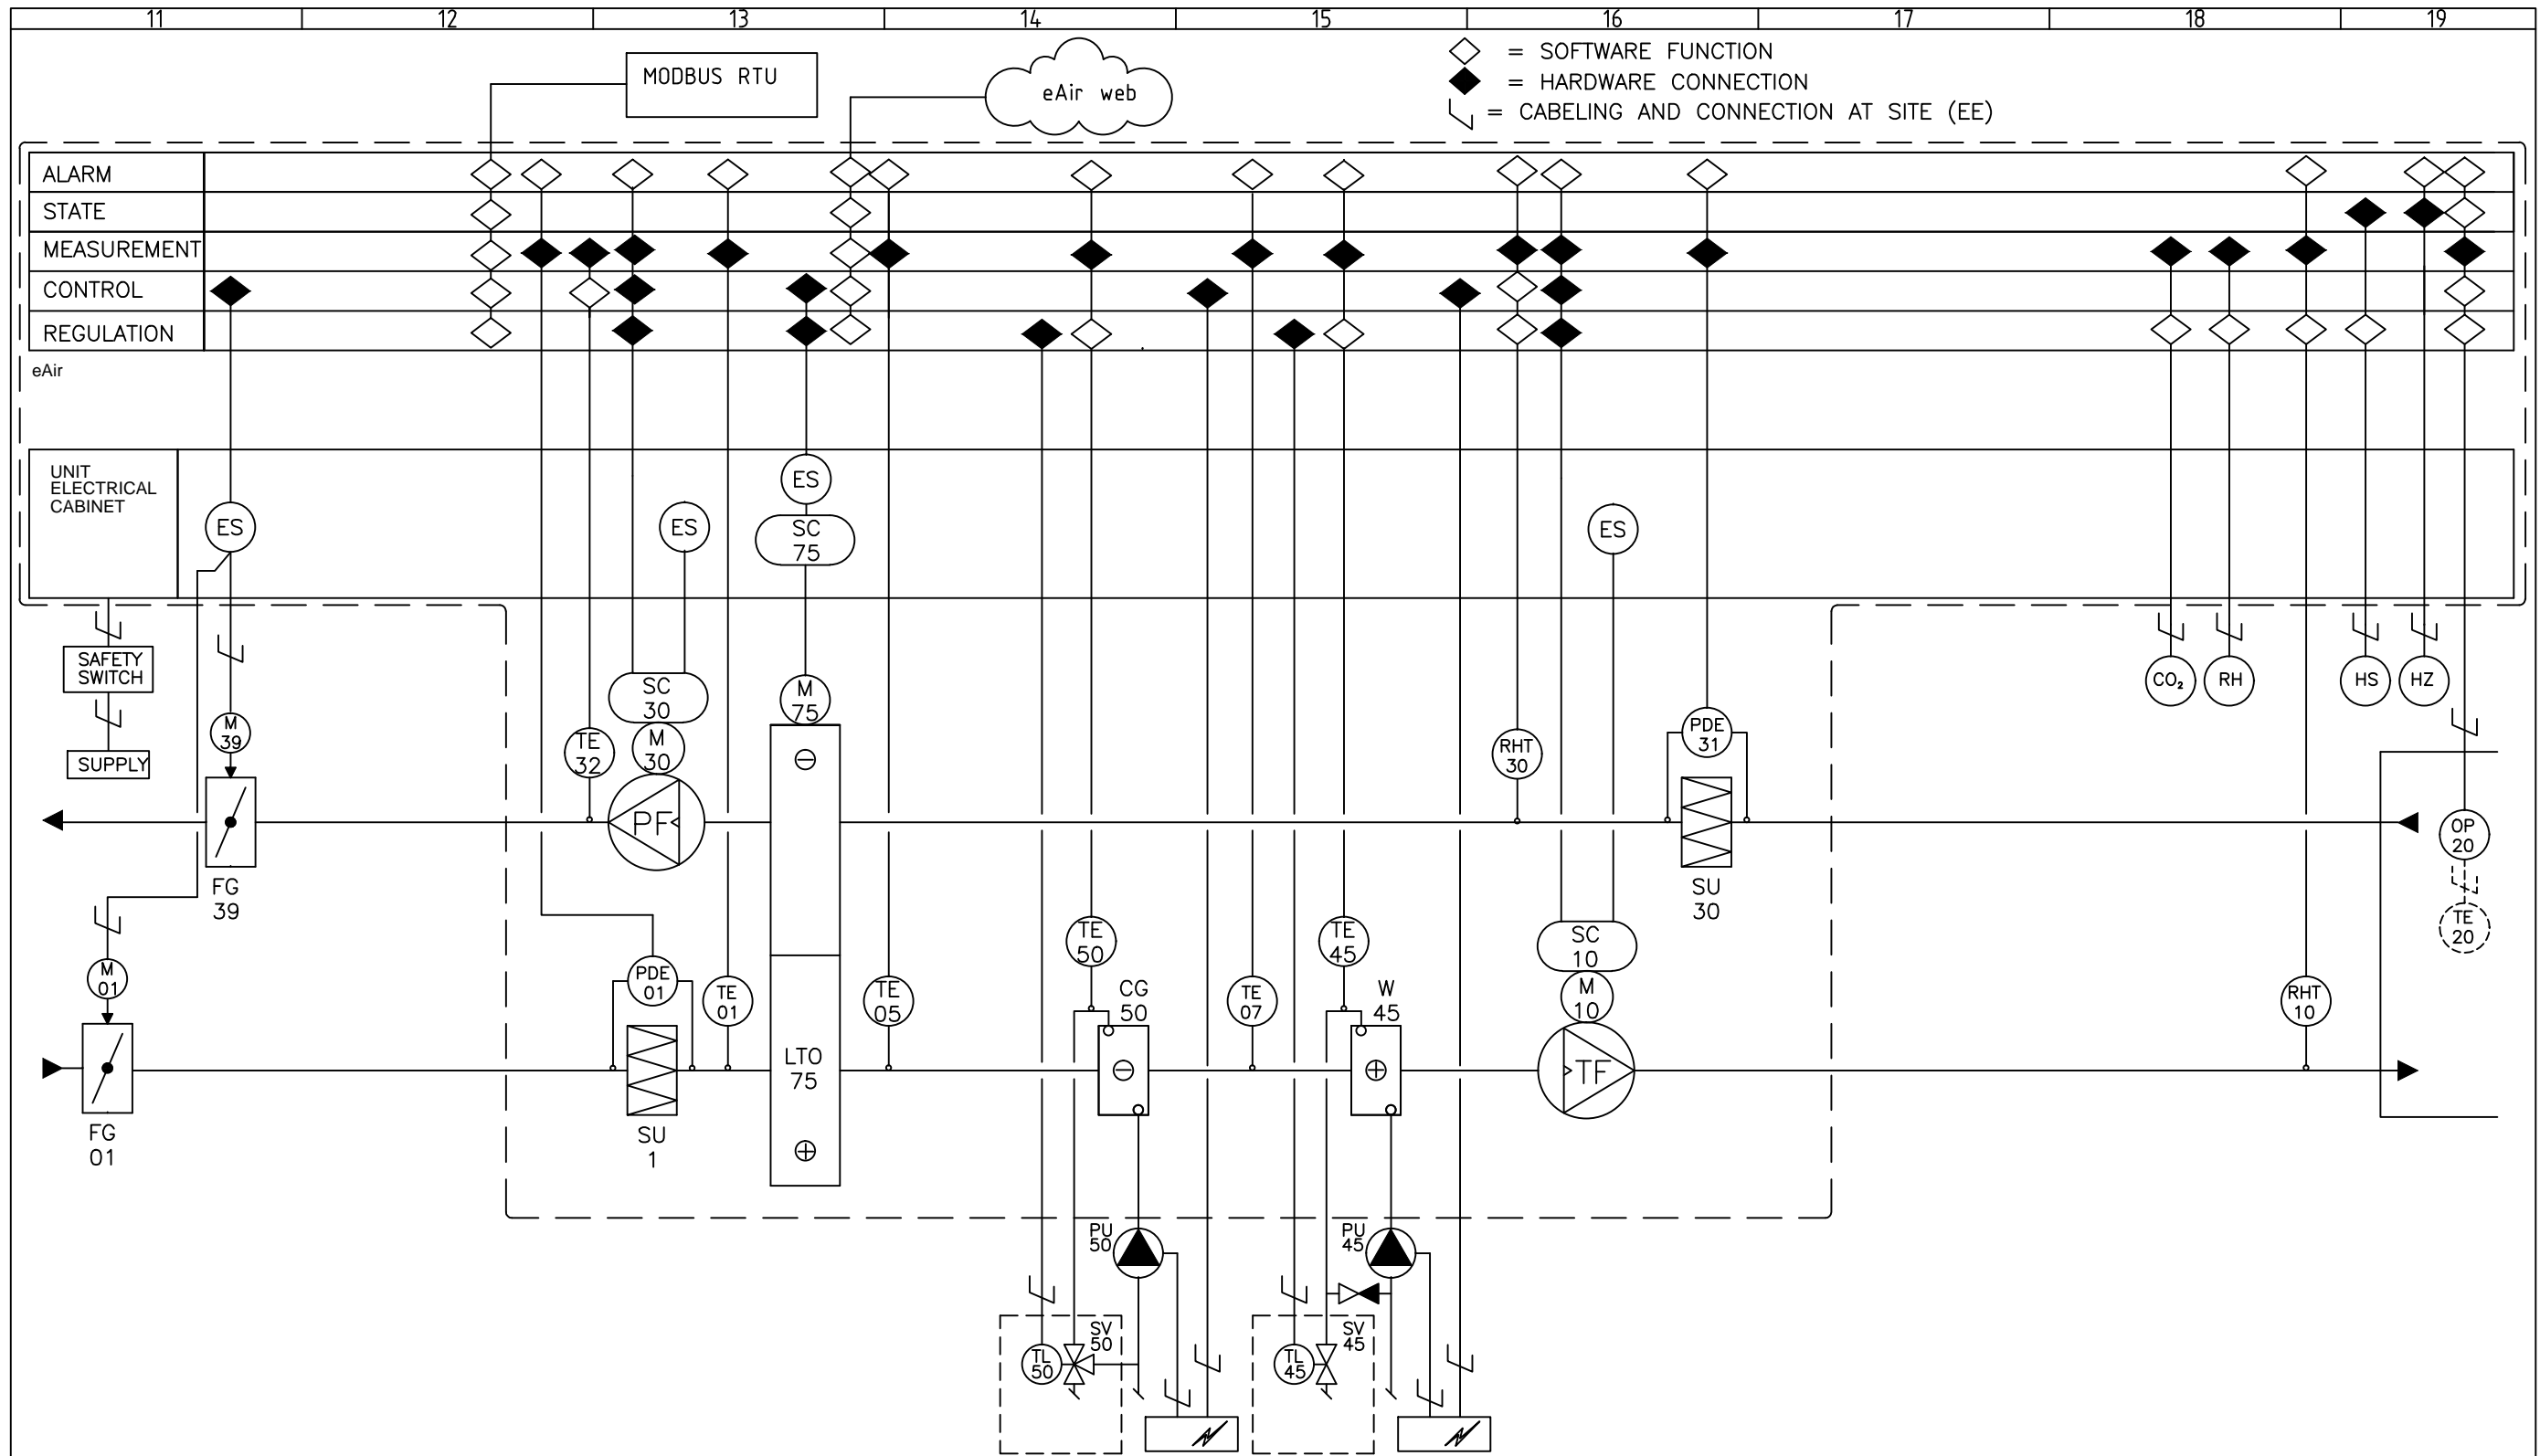 11 12 13 14 15 16 17 18 19
= SOFTWARE FUNCTION
MODBUS RTU
= HARDWARE CONNECTION
eAir web
= CABELING AND CONNECTION AT SITE (EE)
ALARM
STATE
MEASUREMENT
CONTROL
REGULATION
eAir
UNIT
ELECTRICAL
CABINET
ES
ES
ES
SC
75
ES
SAFETY
SWITCH
SUPPLY
M
39
TE
32
SC
30
M
30
M
75
RHT
30
PDE
31
CO₂
RH
HS
HZ
PF
OP
20
TE
20
FG
39
SU
30
M
01
PDE
01
TE
01
TE
05
TE
50
CG
50
TE
07
TE
45
W
45
SC
10
M
10
RHT
10
LTO
75
TF
FG
01
SU
1
PU
50
PU
45
SV
50
TL
50
SV
45
TL
45